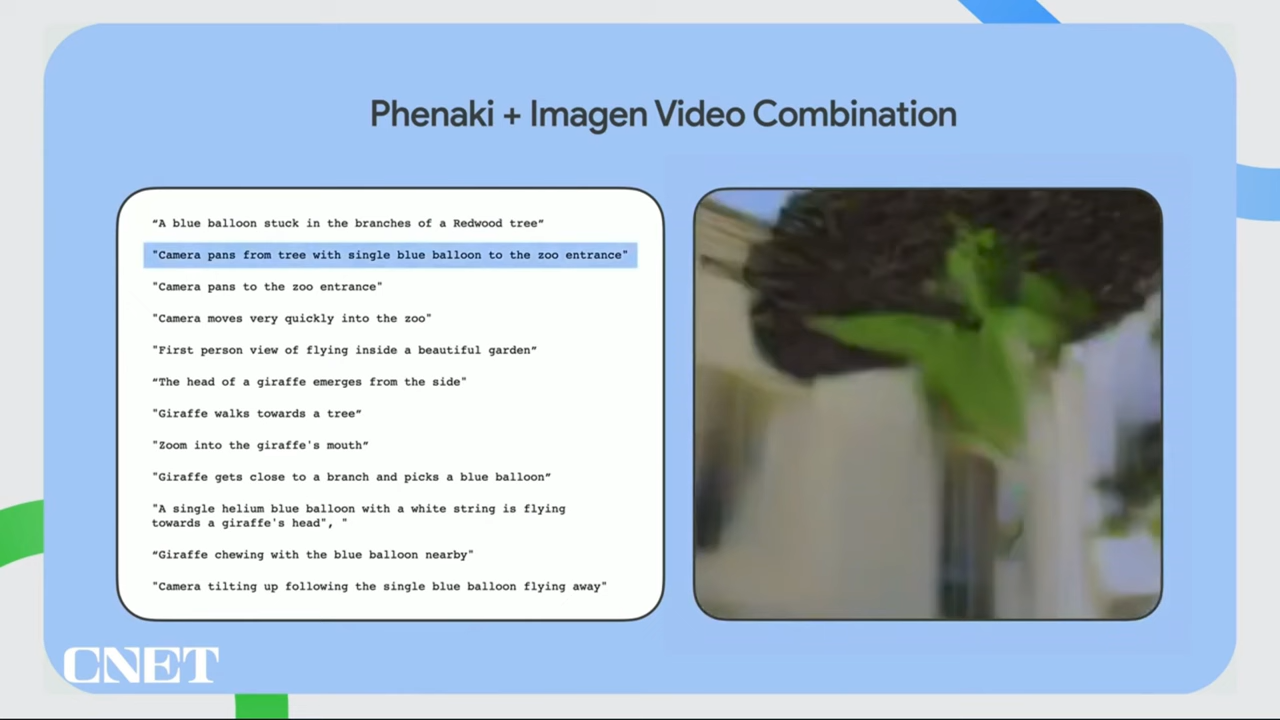 Phenaki + Imagen Video Combination
“A blue balloon stuck in the branches of a Redwood tree”
"Camera pans from tree with single blue balloon to the zoo entrance"
"Camera pans to the zoo entrance"
"Camera moves very quickly into the zoo"
"First person view of flying inside a beautiful garden”
“The head of a giraffe emerges from the side"
"Giraffe walks towards a tree”
"Zoom into the giraffe's mouth”
"Giraffe gets close to a branch and picks a blue balloon”
"A single helium blue balloon with a white string is flying
towards a giraffe's head", "
“Giraffe chewing with the blue balloon nearby"
"Camera tilting up following the single blue balloon flying away"
CNET